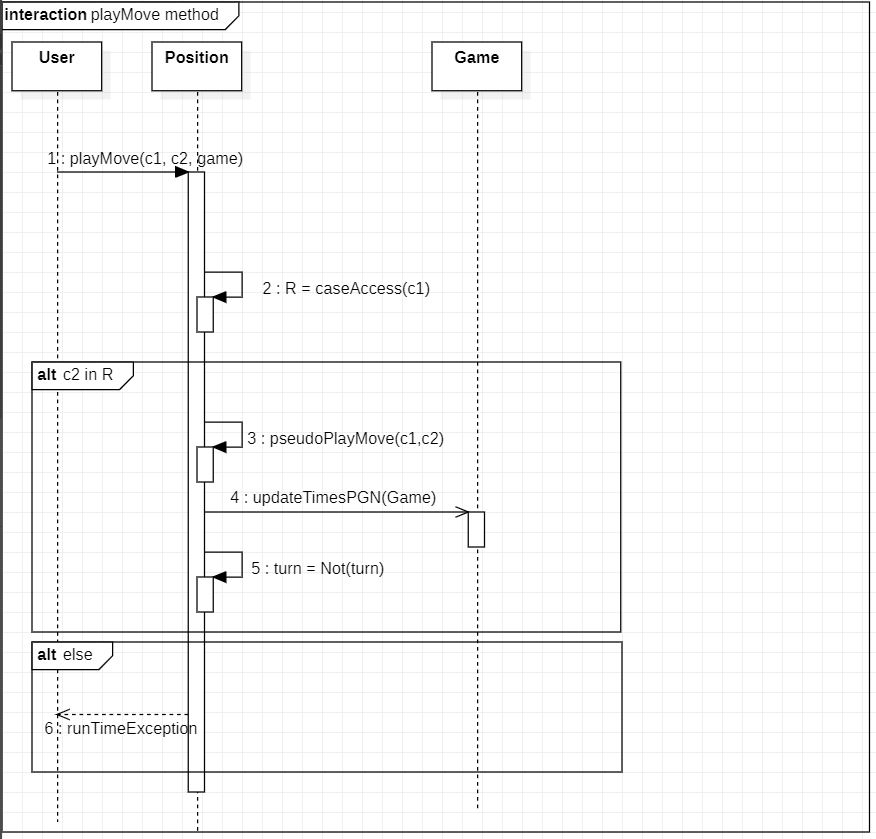 interaction playMove method
User
Position
Game
1 : playMove(c1, c2, game)
2 : R = caseAccess(c1)
alt c2 in R
3 : pseudoPlayMove(c1,c2)
4 : updateTimesPGN(Game)
5 : turn = Not(turn)
alt else
6 : runTimeException